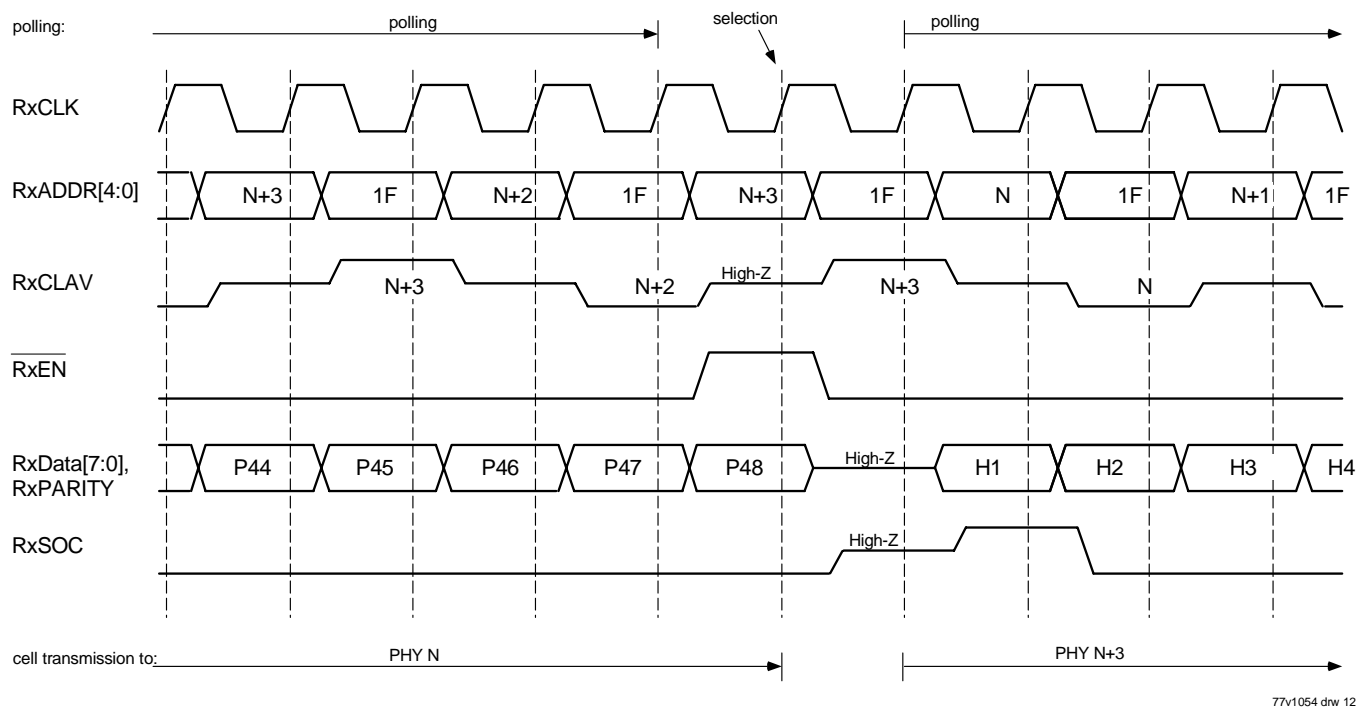 polling: polling selection polling
RxCLK
RxADDR[4:0] N+3 1F N+2 1F N+3 1F N 1F N+1 1F
RxCLAV N+3 N+2 High-Z N+3 N
RxEN
RxData[7:0], RxPARITY P44 P45 P46 P47 P48 High-Z H1 H2 H3 H4
RxSOC High-Z
cell transmission to: PHY N PHY N+3
77v1054 drw 12